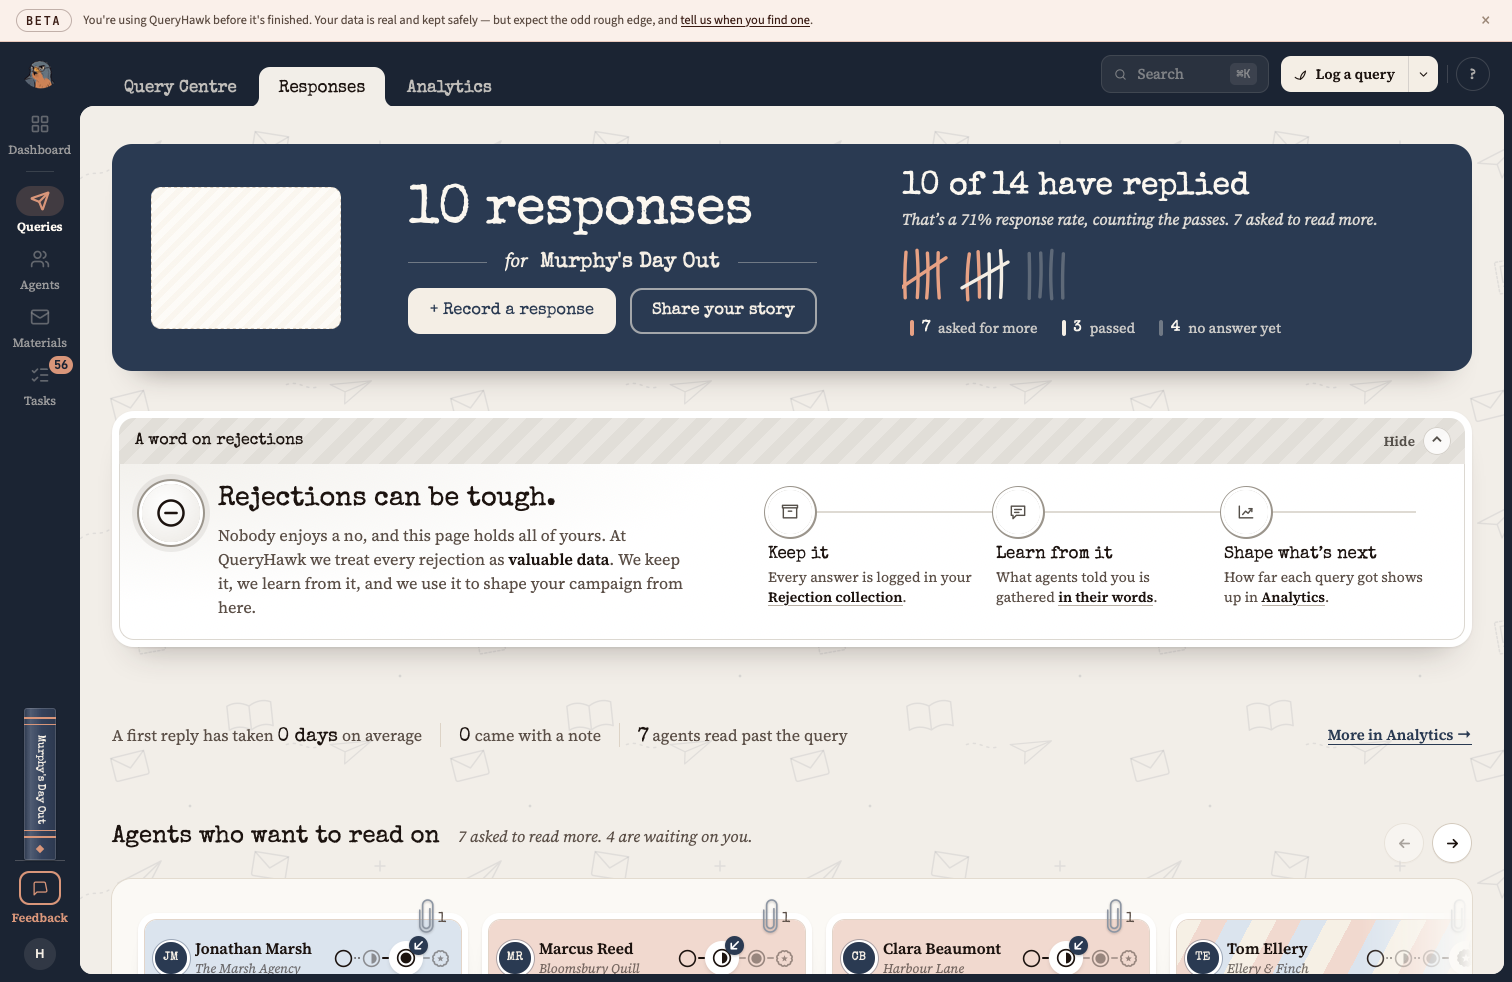 BETA
You're using QueryHawk before it's finished. Your data is real and kept safely — but expect the odd rough edge, and tell us when you find one.
×
Query Centre
Responses
Analytics
Search
⌘K
Log a query
?
Dashboard
Queries
Agents
Materials
56
Tasks
Murphy's Day Out
Feedback
H
10 responses
for Murphy's Day Out
+ Record a response
Share your story
10 of 14 have replied
That's a 71% response rate, counting the passes. 7 asked to read more.
7 asked for more
3 passed
4 no answer yet
A word on rejections
Hide
Rejections can be tough.
Nobody enjoys a no, and this page holds all of yours. At
QueryHawk we treat every rejection as valuable data. We keep
it, we learn from it, and we use it to shape your campaign from
here.
Keep it
Every answer is logged in your
Rejection collection.
Learn from it
What agents told you is
gathered in their words.
Shape what's next
How far each query got shows
up in Analytics.
A first reply has taken 0 days on average
0 came with a note
7 agents read past the query
More in Analytics →
Agents who want to read on
7 asked to read more. 4 are waiting on you.
1
JM
Jonathan Marsh
The Marsh Agency
1
MR
Marcus Reed
Bloomsbury Quill
1
CB
Clara Beaumont
Harbour Lane
TE
Tom Ellery
Ellery & Finch